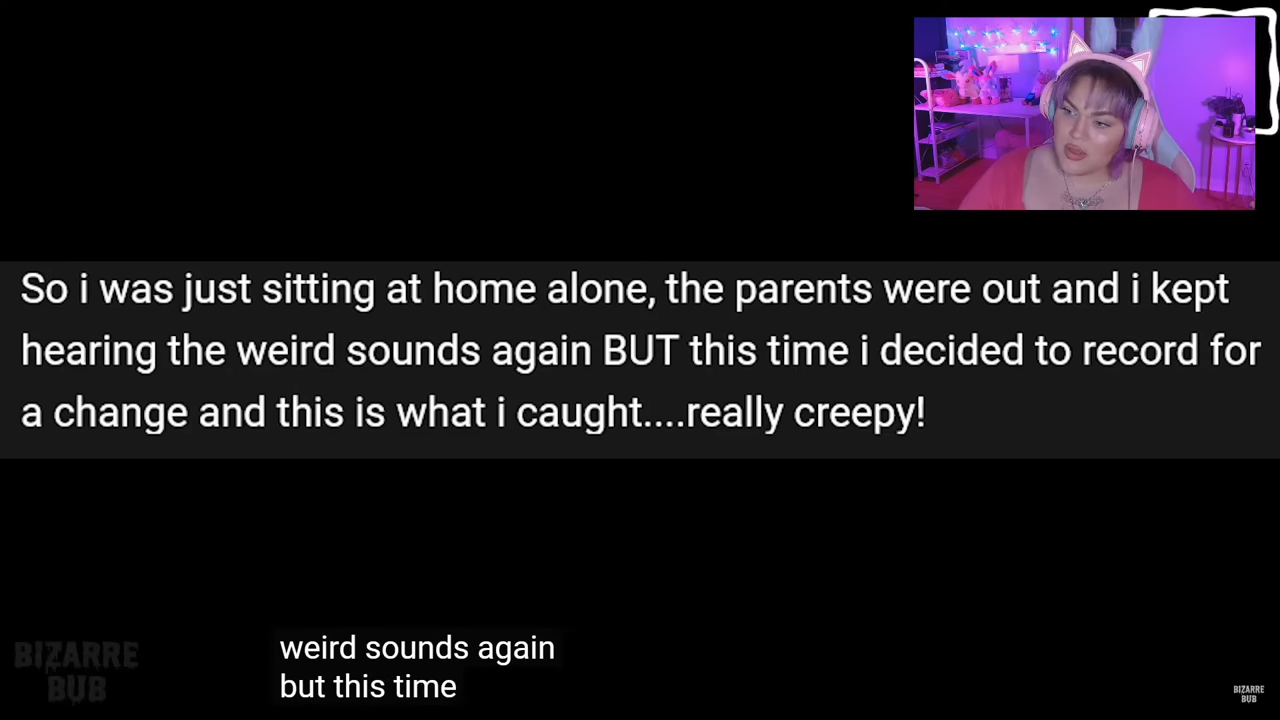 So i was just sitting at home alone, the parents were out and i kept
hearing the weird sounds again BUT this time i decided to record for
a change and this is what i caught....really creepy!
weird sounds again
but this time
BIZARRE
BUB
BIZARRE
BUB